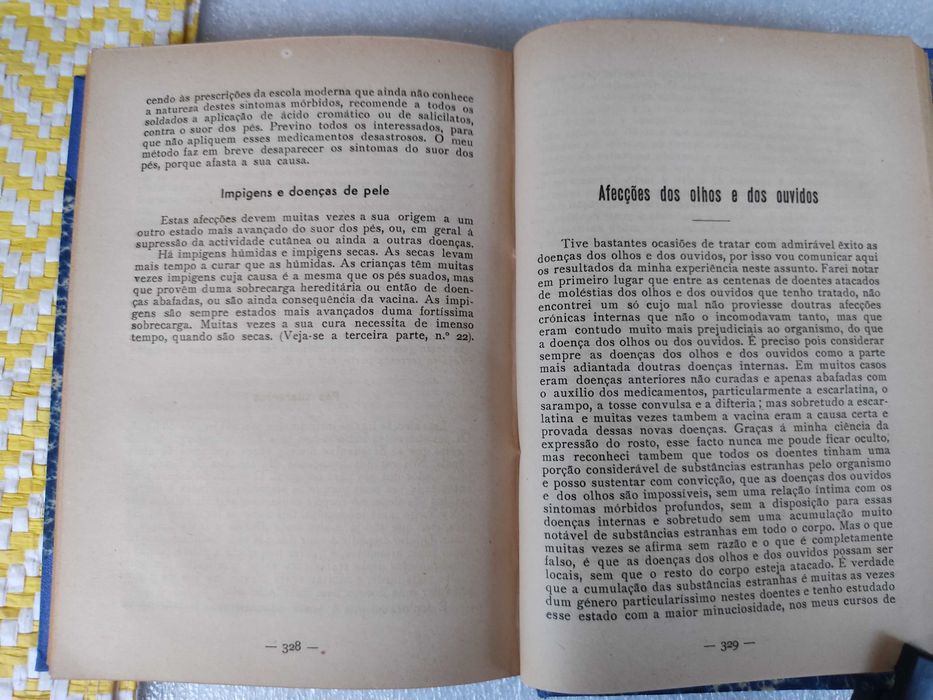 cendo às prescrições da escola moderna que ainda não conhece
a natureza destes sintomas mórbidos, recomende a todos os
soldados a aplicação de ácido cromático ou de salicilatos,
contra o suor dos pés. Previno todos os interessados, para
que não apliquem esses medicamentos desastrosos. O meu
método faz em breve desaparecer os sintomas do suor dos
pés, porque afasta a sua causa.
Impigens e doenças de pele
Estas afecções devem muitas vezes a sua origem a um
outro estado mais avançado do suor dos pés, ou, em geral à
supressão da actividade cutânea ou ainda a outras doenças.
Há impigens húmidas e impigens secas. As secas levam
mais tempo a curar que as húmidas. As crianças têm muitas
vezes impigens cuja causa é a mesma que os pés suados, mas
que provêm duma sobrecarga hereditária ou então de doen-
ças abafadas, ou são ainda consequência da vacina. As impi-
gens são sempre estados mais avançados duma fortíssima
sobrecarga. Muitas vezes a sua cura necessita de imenso
tempo, quando são secas. (Veja-se a terceira parte, n.º 22).
— 328 —
Afecções dos olhos e dos ouvidos
Tive bastantes ocasiões de tratar com admirável êxito as
doenças dos olhos e dos ouvidos, por isso vou comunicar aqui
os resultados da minha experiência neste assunto. Farei notar
em primeiro lugar que entre as centenas de doentes atacados
de moléstias dos olhos e dos ouvidos que tenho tratado, não
encontrei um só cujo mal não proviesse doutras afecções
crónicas internas que não o incomodavam tanto, mas que
eram contudo muito mais prejudiciais ao organismo, do que
a doença dos olhos ou dos ouvidos. É preciso pois considerar
sempre as doenças dos olhos e dos ouvidos como a parte
mais adiantada doutras doenças internas. Em muitos casos
eram doenças anteriores não curadas e apenas abafadas com
o auxílio dos medicamentos, particularmente a escarlatina, o
sarampo, a tosse convulsa e a difteria; mas sobretudo a escar-
latina e muitas vezes tambem a vacina eram a causa certa e
provada dessas novas doenças. Graças á minha ciência da
expressão do rosto, esse facto nunca me poude ficar oculto,
mas reconheci tambem que todos os doentes tinham uma
porção considerável de substâncias estranhas pelo organismo
e posso sustentar com convicção, que as doenças dos ouvidos
e dos olhos são impossíveis, sem uma relação íntima com os
sintomas mórbidos profundos, sem a disposição para essas
doenças internas e sobretudo sem uma acumulação muito
notável de substâncias estranhas em todo o corpo. Mas o que
muitas vezes se afirma sem razão e o que é completamente
falso, é que as doenças dos olhos e dos ouvidos possam ser
locais, sem que o resto do corpo esteja atacado. É verdade
que a cumulação das substâncias estranhas é muitas as vezes
dum género particularíssimo nestes doentes e tenho estudado
esse estado com a maior minuciosidade, nos meus cursos de
— 329 —